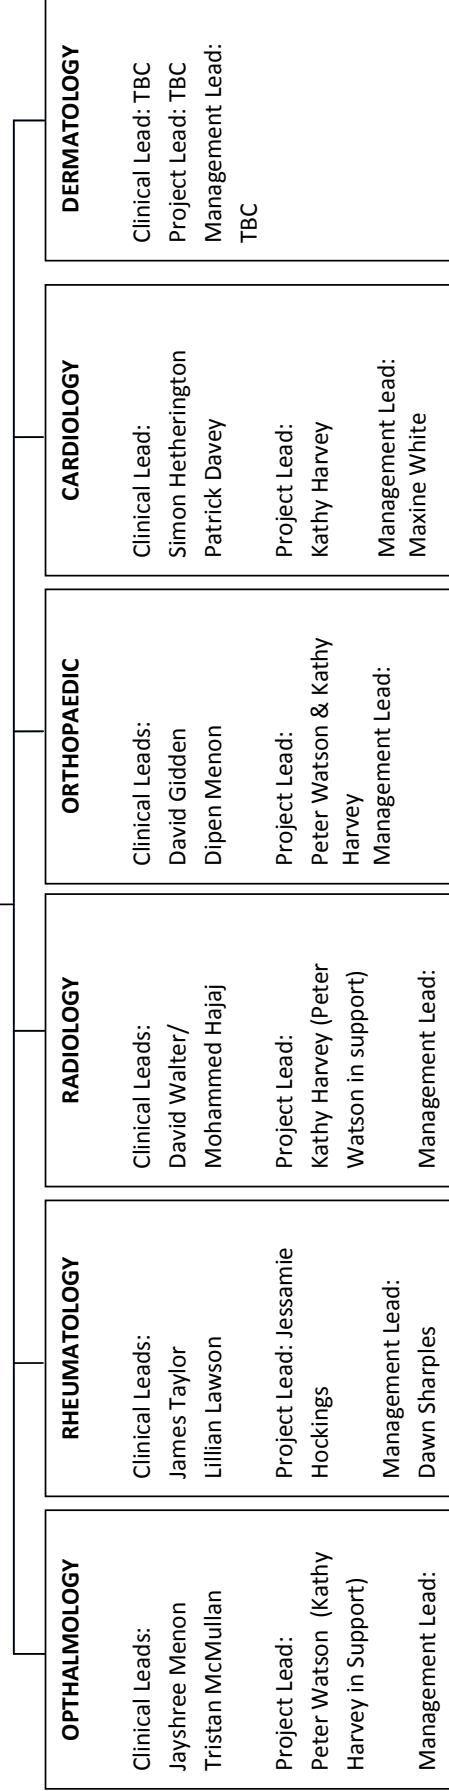 OPTHALMOLOGY
Clinical Leads:
Jayshree Menon
Tristan McMullan
Project Lead:
Peter Watson (Kathy
Harvey in Support)
Management Lead:
RHEUMATOLOGY
Clinical Leads:
James Taylor
Lillian Lawson
Project Lead: Jessamie
Hockings
Management Lead:
Dawn Sharples
RADIOLOGY
Clinical Leads:
David Walter/
Mohammed Hajaj
Project Lead:
Kathy Harvey (Peter
Watson in support)
Management Lead:
ORTHOPAEDIC
Clinical Leads:
David Gidden
Dipen Menon
Project Lead:
Peter Watson & Kathy
Harvey
Management Lead:
CARDIOLOGY
Clinical Lead:
Simon Hetherington
Patrick Davey
Project Lead:
Kathy Harvey
Management Lead:
Maxine White
DERMATOLOGY
Clinical Lead: TBC
Project Lead: TBC
Management Lead:
TBC